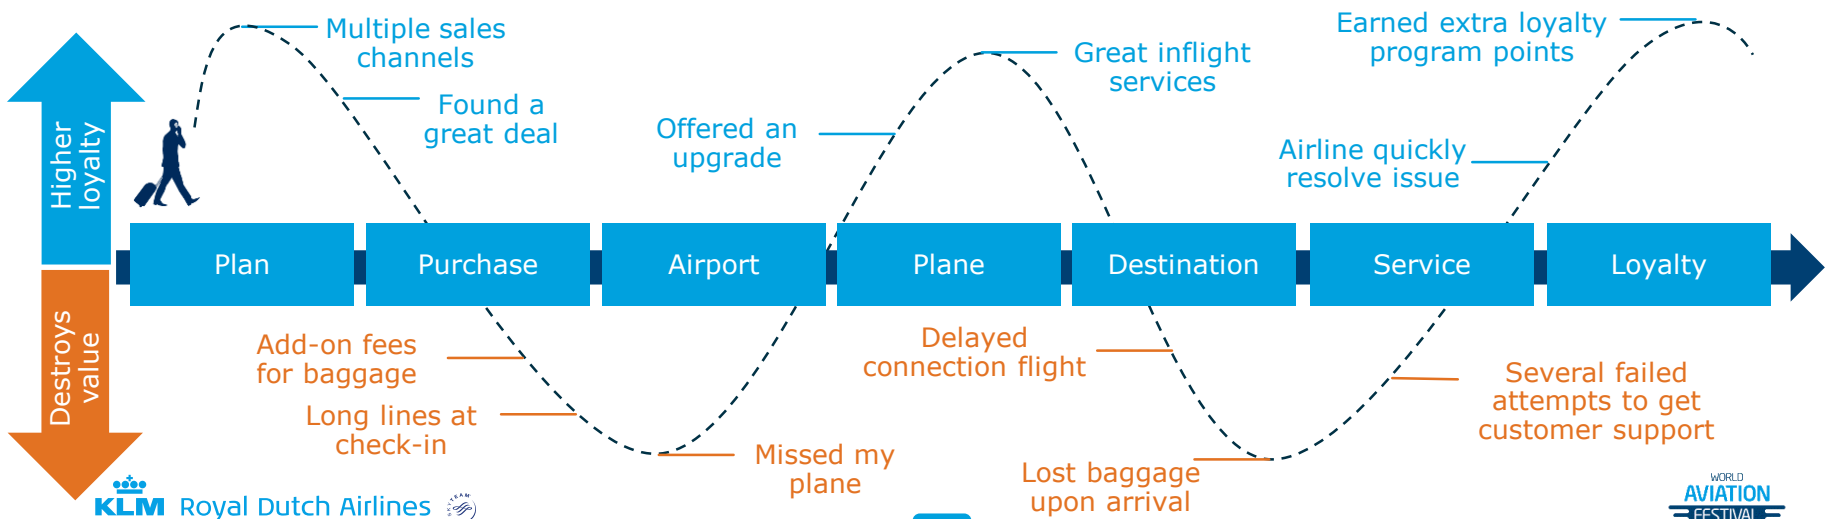 Multiple sales
channels
Found a
great deal
Offered an
upgrade
Great inflight
services
Earned extra loyalty
program points
Airline quickly
resolve issue
Higher
loyalty
Plan
Purchase
Airport
Plane
Destination
Service
Loyalty
Destroys
value
Add-on fees
for baggage
Long lines at
check-in
Missed my
plane
Delayed
connection flight
Lost baggage
upon arrival
Several failed
attempts to get
customer support
KLM Royal Dutch Airlines
SKYTEAM
WORLD
AVIATION
FESTIVAL